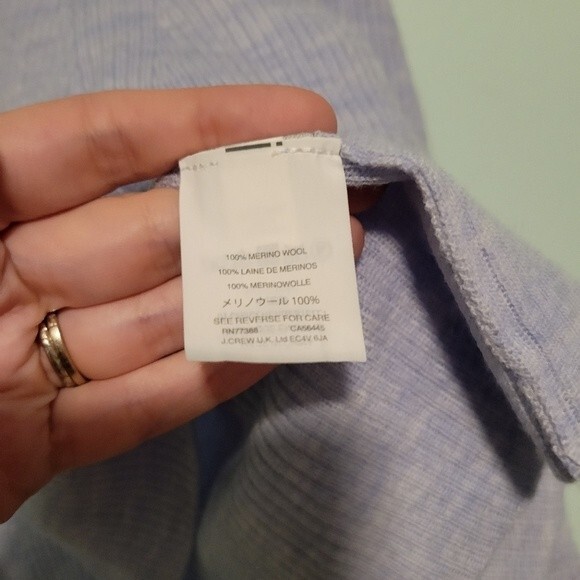 100% MERINO WOOL
100% LAINE DE MERINOS
100% MERINOWOLLE
メリノウール 100%
SEE REVERSE FOR CARE
RN77388 CA56445
J.CREW U.K. Ltd EC4V 6JA